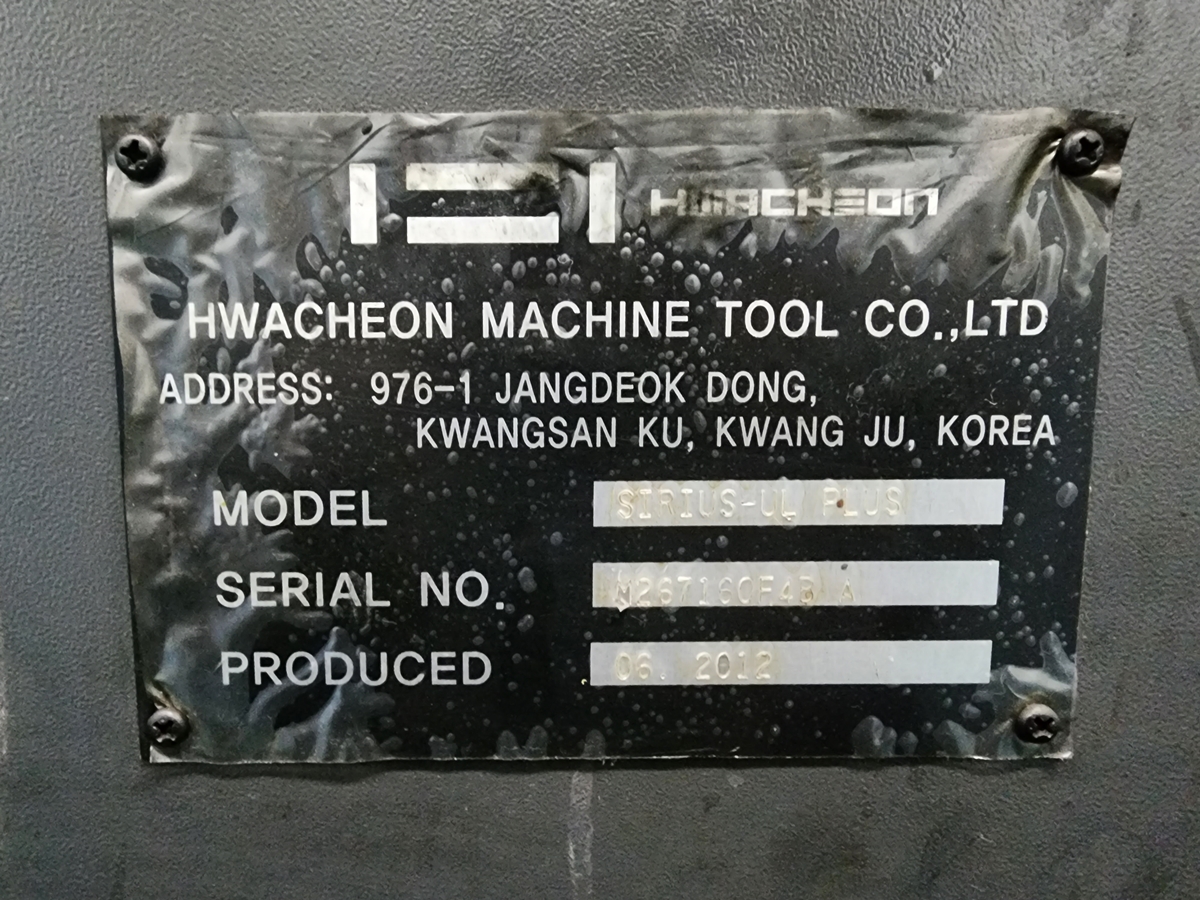 HWACHEON
HWACHEON MACHINE TOOL CO.,LTD
ADDRESS: 976-1 JANGDEOK DONG,
KWANGSAN KU, KWANG JU, KOREA
MODEL SIRIUS-UL PLUS
SERIAL NO. M267160F4B A
PRODUCED 06. 2012